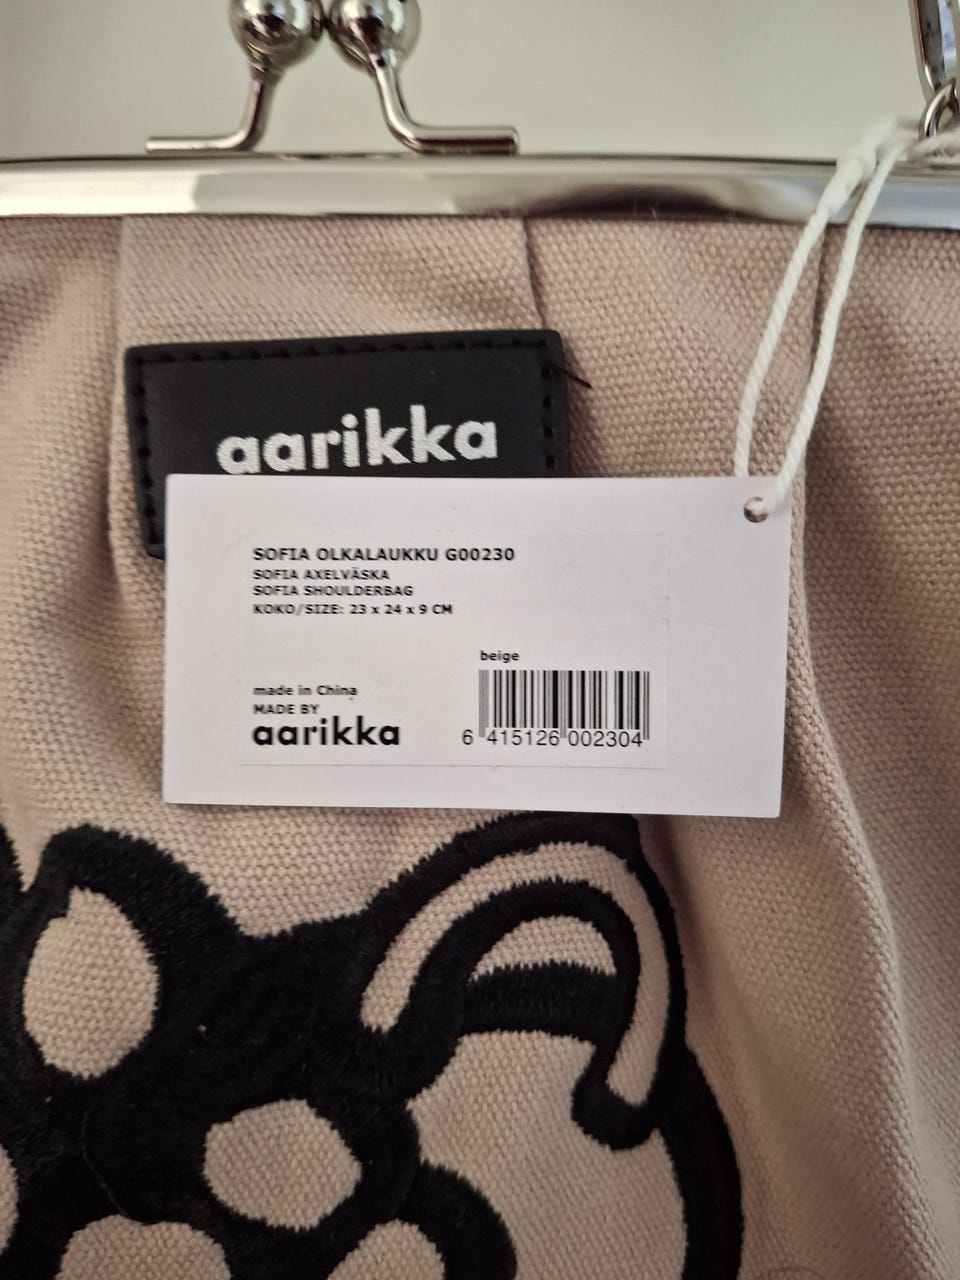 aarikka
SOFIA OLKALAUKKU G00230
SOFIA AXELVÄSKA
SOFIA SHOULDERBAG
KOKO/SIZE: 23 x 24 x 9 CM
beige
made in China
MADE BY
aarikka
6 415126 002304